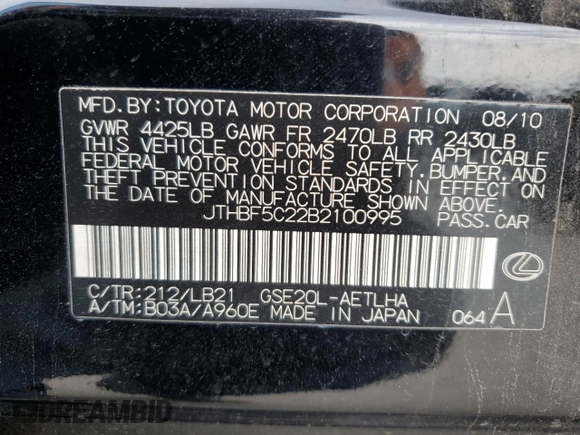 MFD.BY:TOYOTA MOTOR CORPORATION 08/10
GVWR 4425LB GAWR FR 2470LB RR 2430LB
THIS VEHICLE CONFORMS TO ALL APPLICABLE
FEDERAL MOTOR VEHICLE SAFETY,BUMPER,AND
THEFT PREVENTION STANDARDS IN EFFECT ON
THE DATE OF MANUFACTURE SHOWN ABOVE.
JTHBF5C22B2100995 PASS.CAR
C/TR:212/LB21 GSE20L-AETLHA
A/TM:B03A/A960E MADE IN JAPAN 064 A
DREAMBID